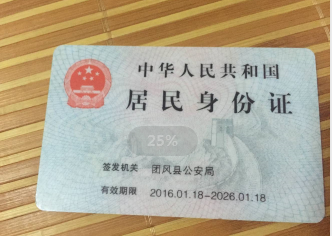 中华人民共和国
居民身份证
25%
签发机关 团风县公安局
有效期限 2016.01.18-2026.01.18